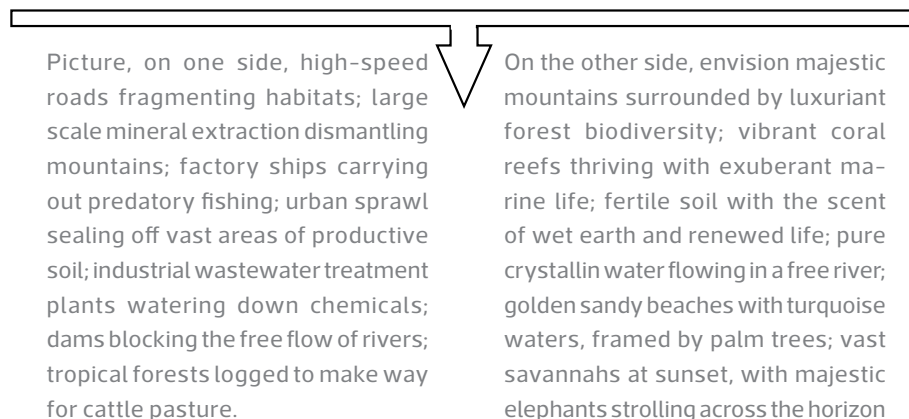 Picture, on one side, high-speed
roads fragmenting habitats; large
scale mineral extraction dismantling
mountains; factory ships carrying
out predatory fishing; urban sprawl
sealing off vast areas of productive
soil; industrial wastewater treatment
plants watering down chemicals;
dams blocking the free flow of rivers;
tropical forests logged to make way
for cattle pasture.
On the other side, envision majestic
mountains surrounded by luxuriant
forest biodiversity; vibrant coral
reefs thriving with exuberant ma-
rine life; fertile soil with the scent
of wet earth and renewed life; pure
crystallin water flowing in a free river;
golden sandy beaches with turquoise
waters, framed by palm trees; vast
savannahs at sunset, with majestic
elephants strolling across the horizon